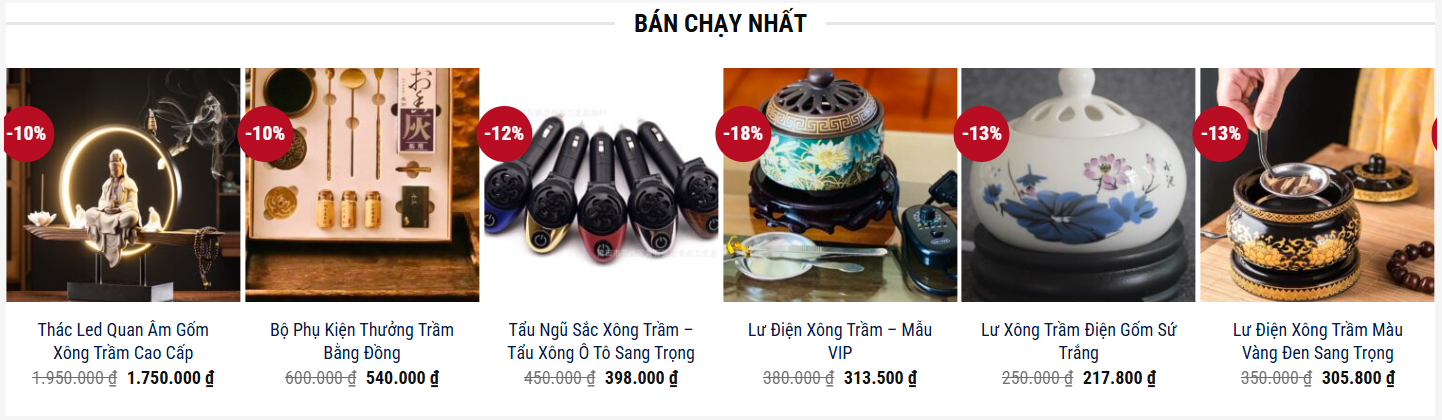 BÁN CHẠY NHẤT
-10%
-10%
-12%
-18%
-13%
-13%
お
灰
Thác Led Quan Âm Gốm
Xông Trầm Cao Cấp
1.950.000 ₫ 1.750.000 ₫
Bộ Phụ Kiện Thưởng Trầm
Bằng Đồng
600.000 ₫ 540.000 ₫
Tẩu Ngũ Sắc Xông Trầm –
Tẩu Xông Ô Tô Sang Trọng
450.000 ₫ 398.000 ₫
Lư Điện Xông Trầm – Mẫu
VIP
380.000 ₫ 313.500 ₫
Lư Xông Trầm Điện Gốm Sứ
Trắng
250.000 ₫ 217.800 ₫
Lư Điện Xông Trầm Màu
Vàng Đen Sang Trọng
350.000 ₫ 305.800 ₫